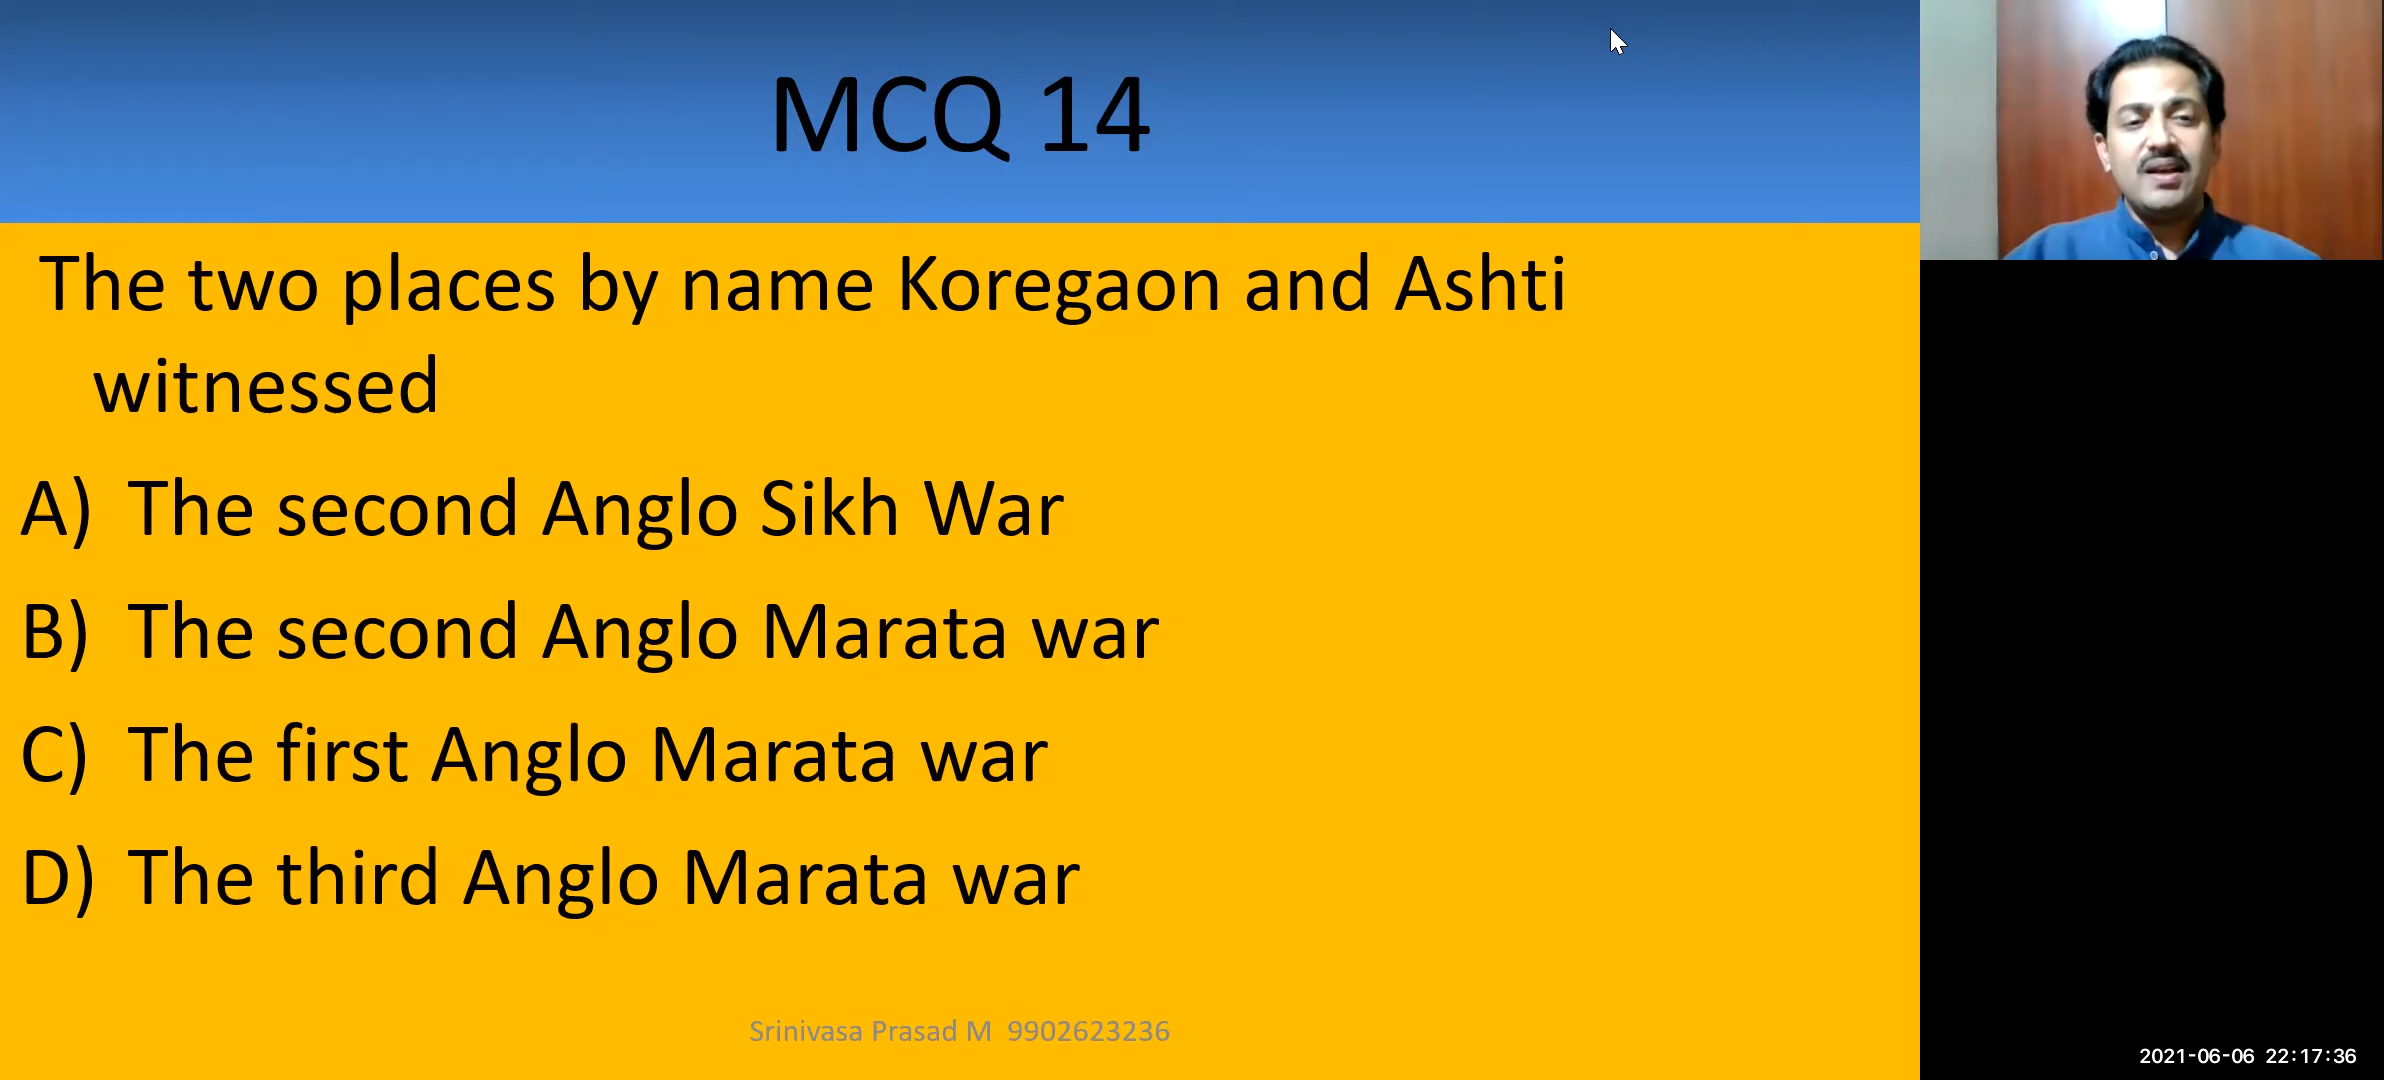 MCQ 14
The two places by name Koregaon and Ashti
witnessed
A) The second Anglo Sikh War
B) The second Anglo Marata war
C) The first Anglo Marata war
D) The third Anglo Marata war
Srinivasa Prasad M 9902623236
2021-06-06 22:17:36